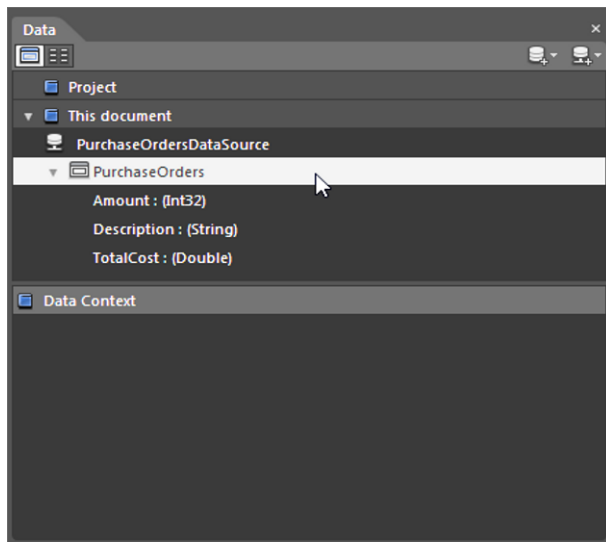 Data
Project
This document
PurchaseOrdersDataSource
PurchaseOrders
Amount : (Int32)
Description : (String)
TotalCost : (Double)
Data Context